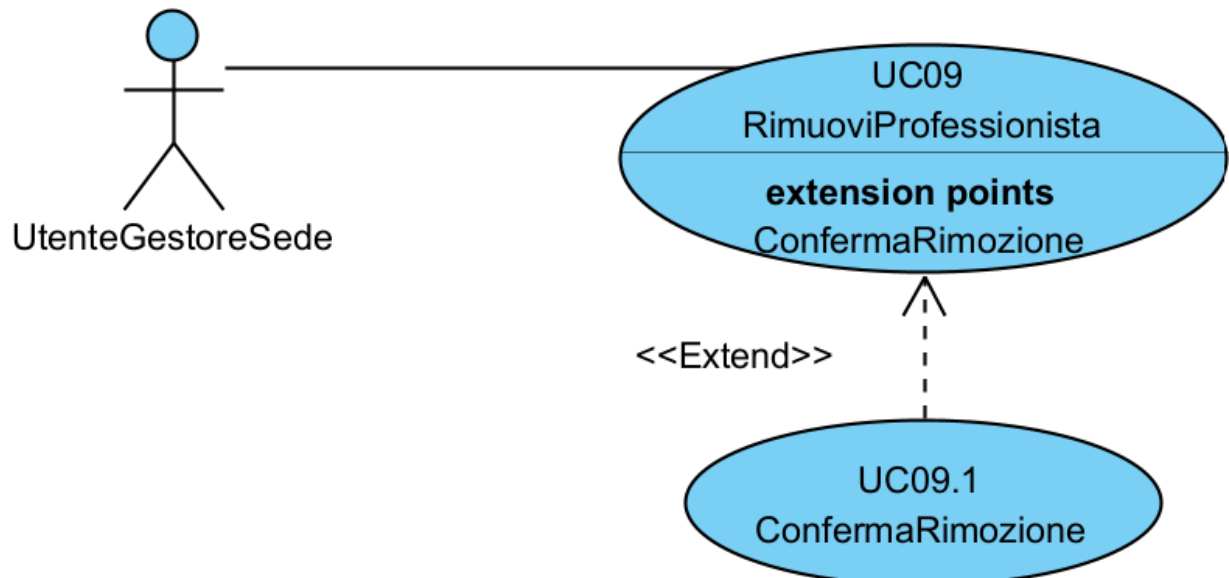 UC09
RimuoviProfessionista
extension points
ConfermaRimozione
UtenteGestoreSede
<<Extend>>
UC09.1
ConfermaRimozione